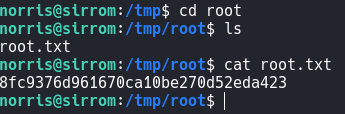 norris@sirrom:/tmp$ cd root
norris@sirrom:/tmp/root$ ls
root.txt
norris@sirrom:/tmp/root$ cat root.txt
8fc9376d961670ca10be270d52eda423
norris@sirrom:/tmp/root$